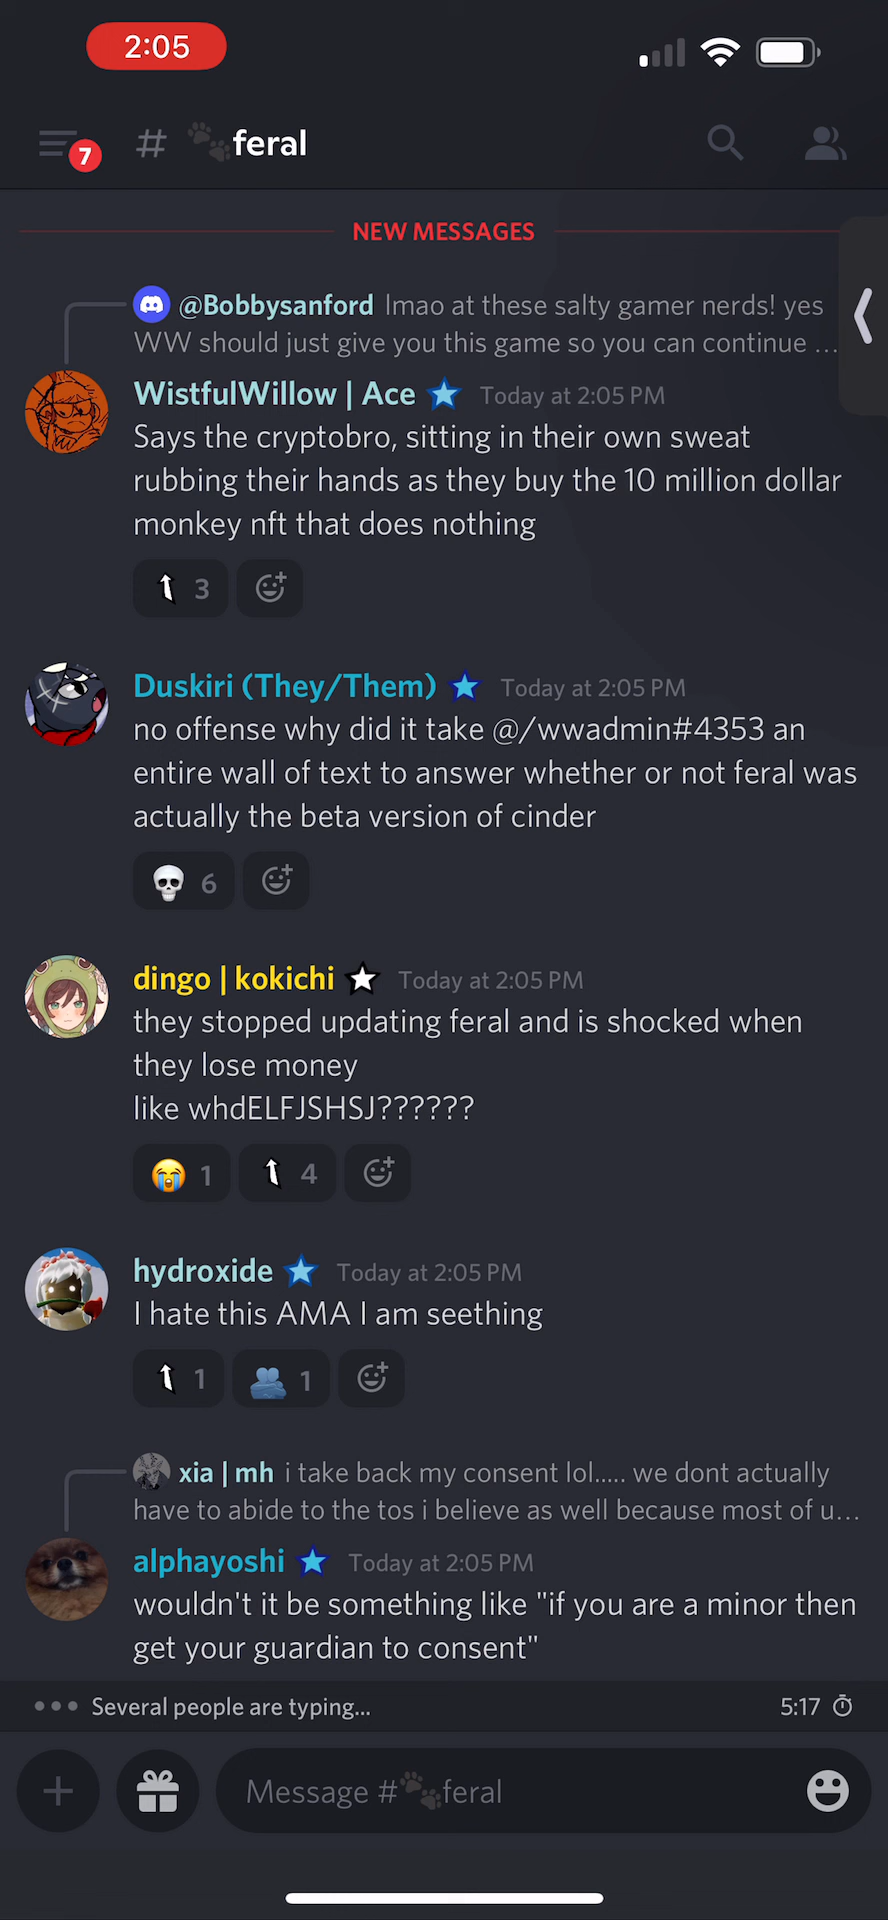 2:05
7
# 🐾feral
NEW MESSAGES
@Bobbysanford lmao at these salty gamer nerds! yes
WW should just give you this game so you can continue ...
WistfulWillow | Ace Today at 2:05 PM
Says the cryptobro, sitting in their own sweat
rubbing their hands as they buy the 10 million dollar
monkey nft that does nothing
3
Duskiri (They/Them) Today at 2:05 PM
no offense why did it take @/wwadmin#4353 an
entire wall of text to answer whether or not feral was
actually the beta version of cinder
💀 6
dingo | kokichi Today at 2:05 PM
they stopped updating feral and is shocked when
they lose money
like whdELFJSHSJ??????
😭 1 4
hydroxide Today at 2:05 PM
I hate this AMA I am seething
1 🫂 1
xia | mh i take back my consent lol..... we dont actually
have to abide to the tos i believe as well because most of u...
alphayoshi Today at 2:05 PM
wouldn't it be something like "if you are a minor then
get your guardian to consent"
Several people are typing... 5:17
Message #🐾feral